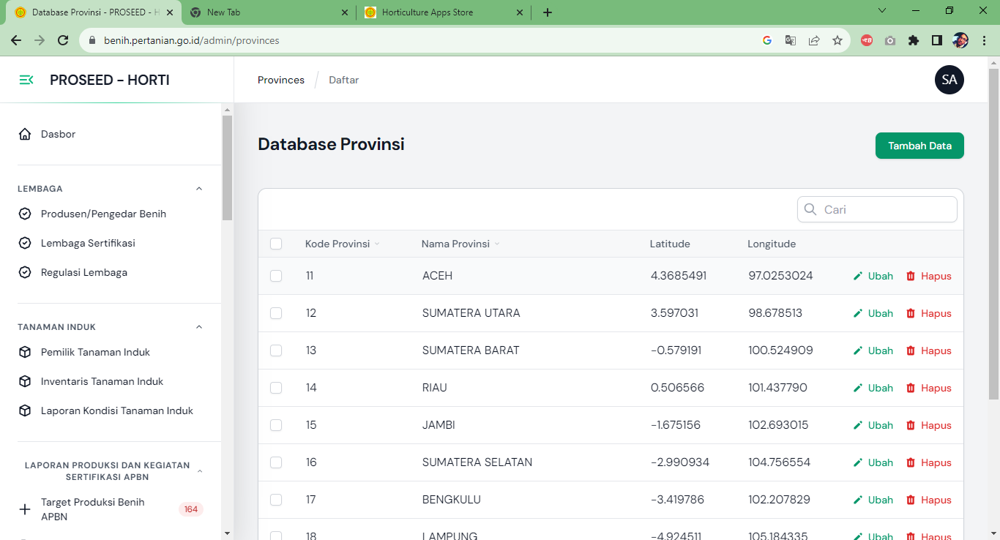 Database Provinsi - PROSEED - H
New Tab
Horticulture Apps Store
benih.pertanian.go.id/admin/provinces
PROSEED - HORTI
Provinces / Daftar
SA
Dasbor
LEMBAGA
Produsen/Pengedar Benih
Lembaga Sertifikasi
Regulasi Lembaga
TANAMAN INDUK
Pemilik Tanaman Induk
Inventaris Tanaman Induk
Laporan Kondisi Tanaman Induk
LAPORAN PRODUKSI DAN KEGIATAN
SERTIFIKASI APBN
Target Produksi Benih
APBN
164
Database Provinsi
Tambah Data
Cari
Kode Provinsi Nama Provinsi Latitude Longitude
11 ACEH 4.3685491 97.0253024 Ubah Hapus
12 SUMATERA UTARA 3.597031 98.678513 Ubah Hapus
13 SUMATERA BARAT -0.579191 100.524909 Ubah Hapus
14 RIAU 0.506566 101.437790 Ubah Hapus
15 JAMBI -1.675156 102.693015 Ubah Hapus
16 SUMATERA SELATAN -2.990934 104.756554 Ubah Hapus
17 BENGKULU -3.419786 102.207829 Ubah Hapus
18 LAMPUNG -4.924511 105.184335 Ubah Hapus